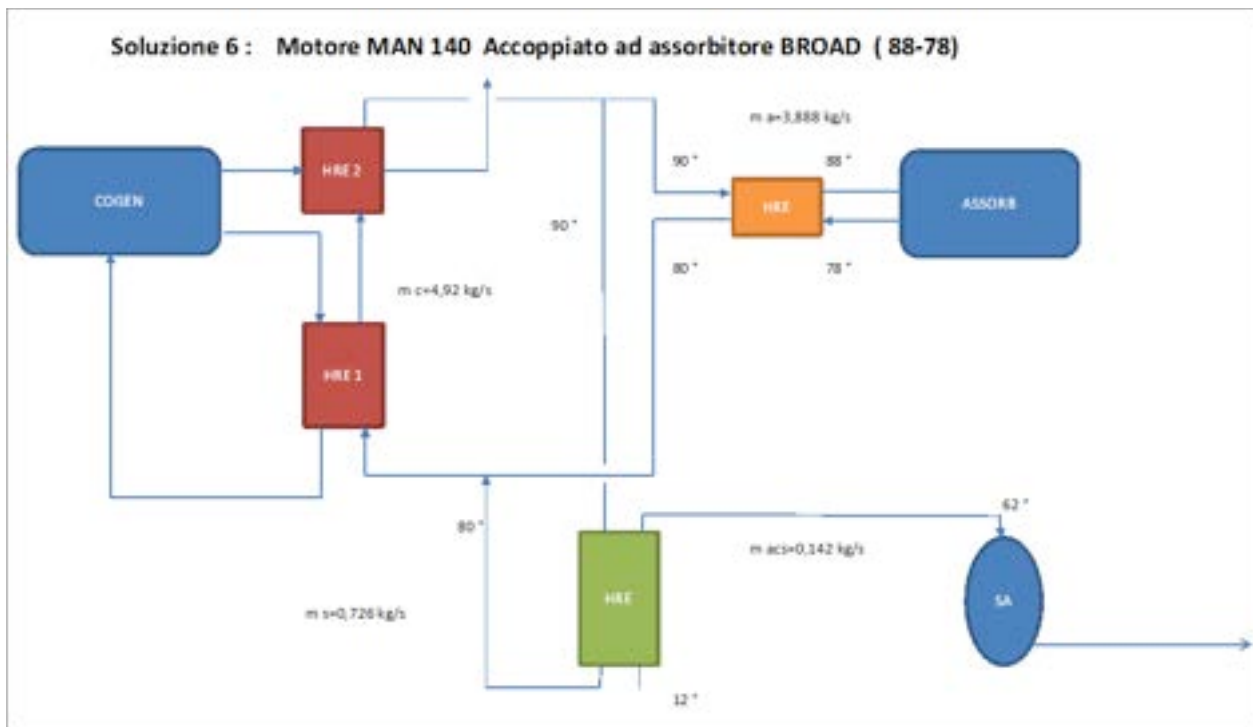 Soluzione 6 : Motore MAN 140 Accoppiato ad assorbitore BROAD ( 88-78)
m a=3,888 kg/s
HRE 2
90 °
88 °
COGEN
HRE
ASSORB
90 °
80 °
78 °
m c=4,92 kg/s
HRE 1
62 °
80 °
m acs=0,142 kg/s
m s=0,726 kg/s
HRE
SA
12 °